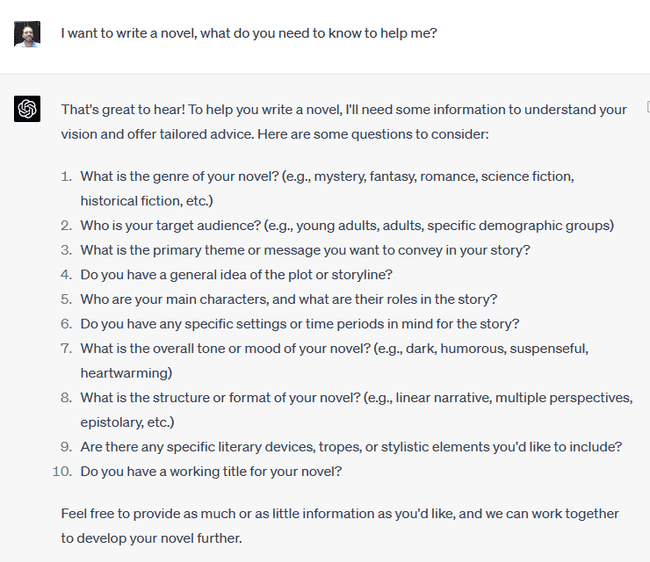 I want to write a novel, what do you need to know to help me?
That's great to hear! To help you write a novel, I'll need some information to understand your
vision and offer tailored advice. Here are some questions to consider:
1. What is the genre of your novel? (e.g., mystery, fantasy, romance, science fiction,
historical fiction, etc.)
2. Who is your target audience? (e.g., young adults, adults, specific demographic groups)
3. What is the primary theme or message you want to convey in your story?
4. Do you have a general idea of the plot or storyline?
5. Who are your main characters, and what are their roles in the story?
6. Do you have any specific settings or time periods in mind for the story?
7. What is the overall tone or mood of your novel? (e.g., dark, humorous, suspenseful,
heartwarming)
8. What is the structure or format of your novel? (e.g., linear narrative, multiple perspectives,
epistolary, etc.)
9. Are there any specific literary devices, tropes, or stylistic elements you'd like to include?
10. Do you have a working title for your novel?
Feel free to provide as much or as little information as you'd like, and we can work together
to develop your novel further.